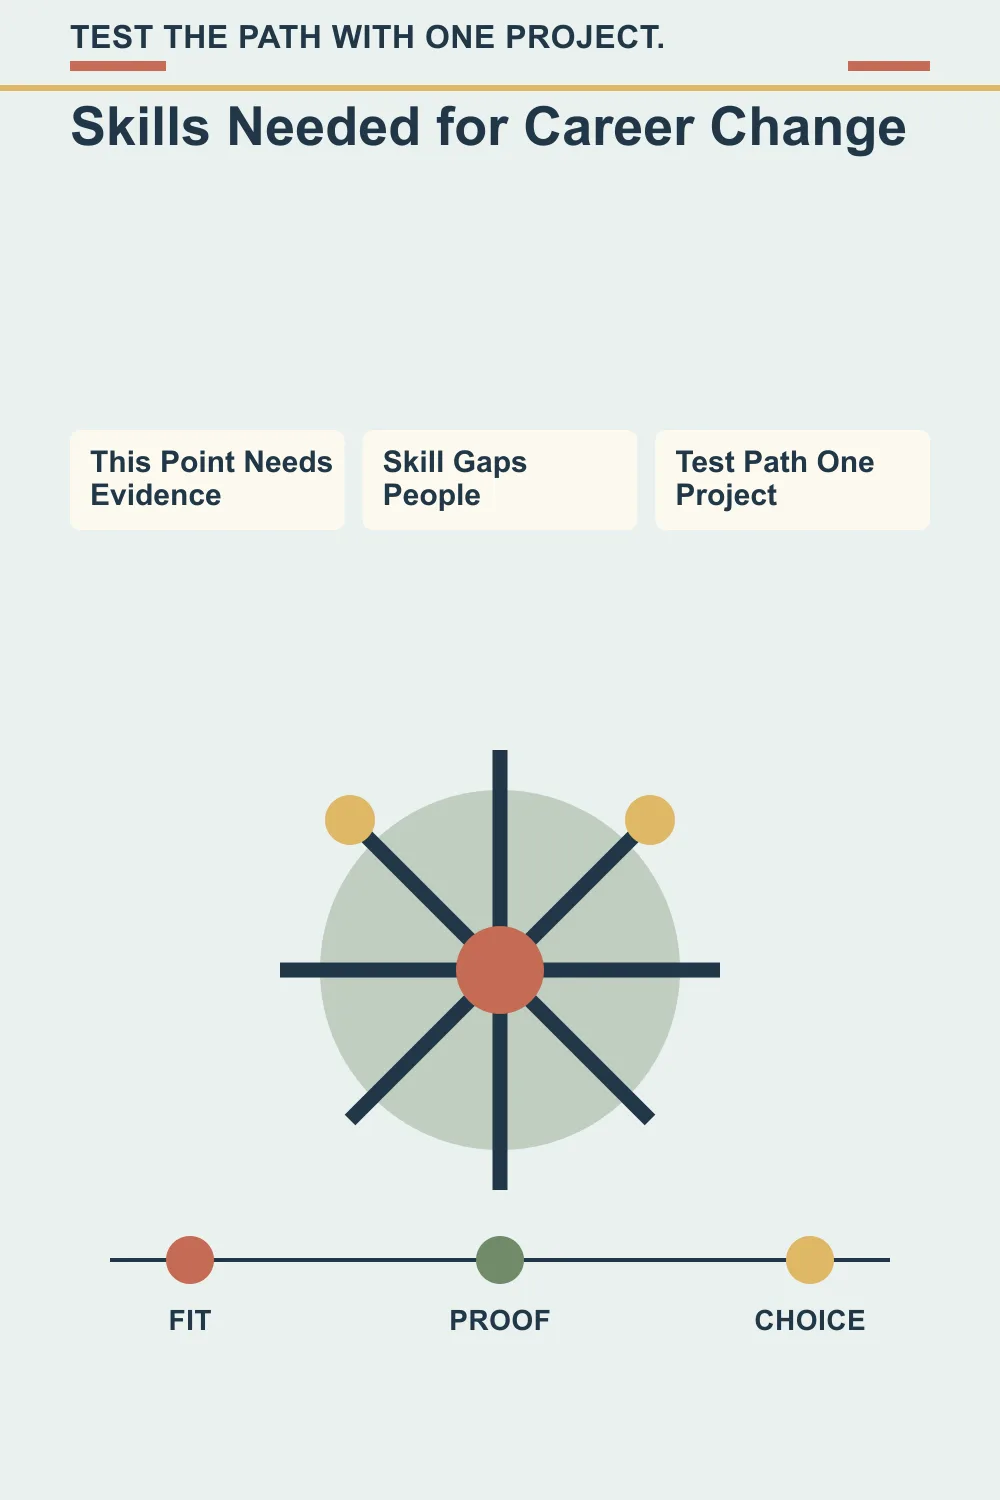 TEST THE PATH WITH ONE PROJECT.
Skills Needed for Career Change
This Point Needs
Evidence
Skill Gaps
People
Test Path One
Project
FIT
PROOF
CHOICE